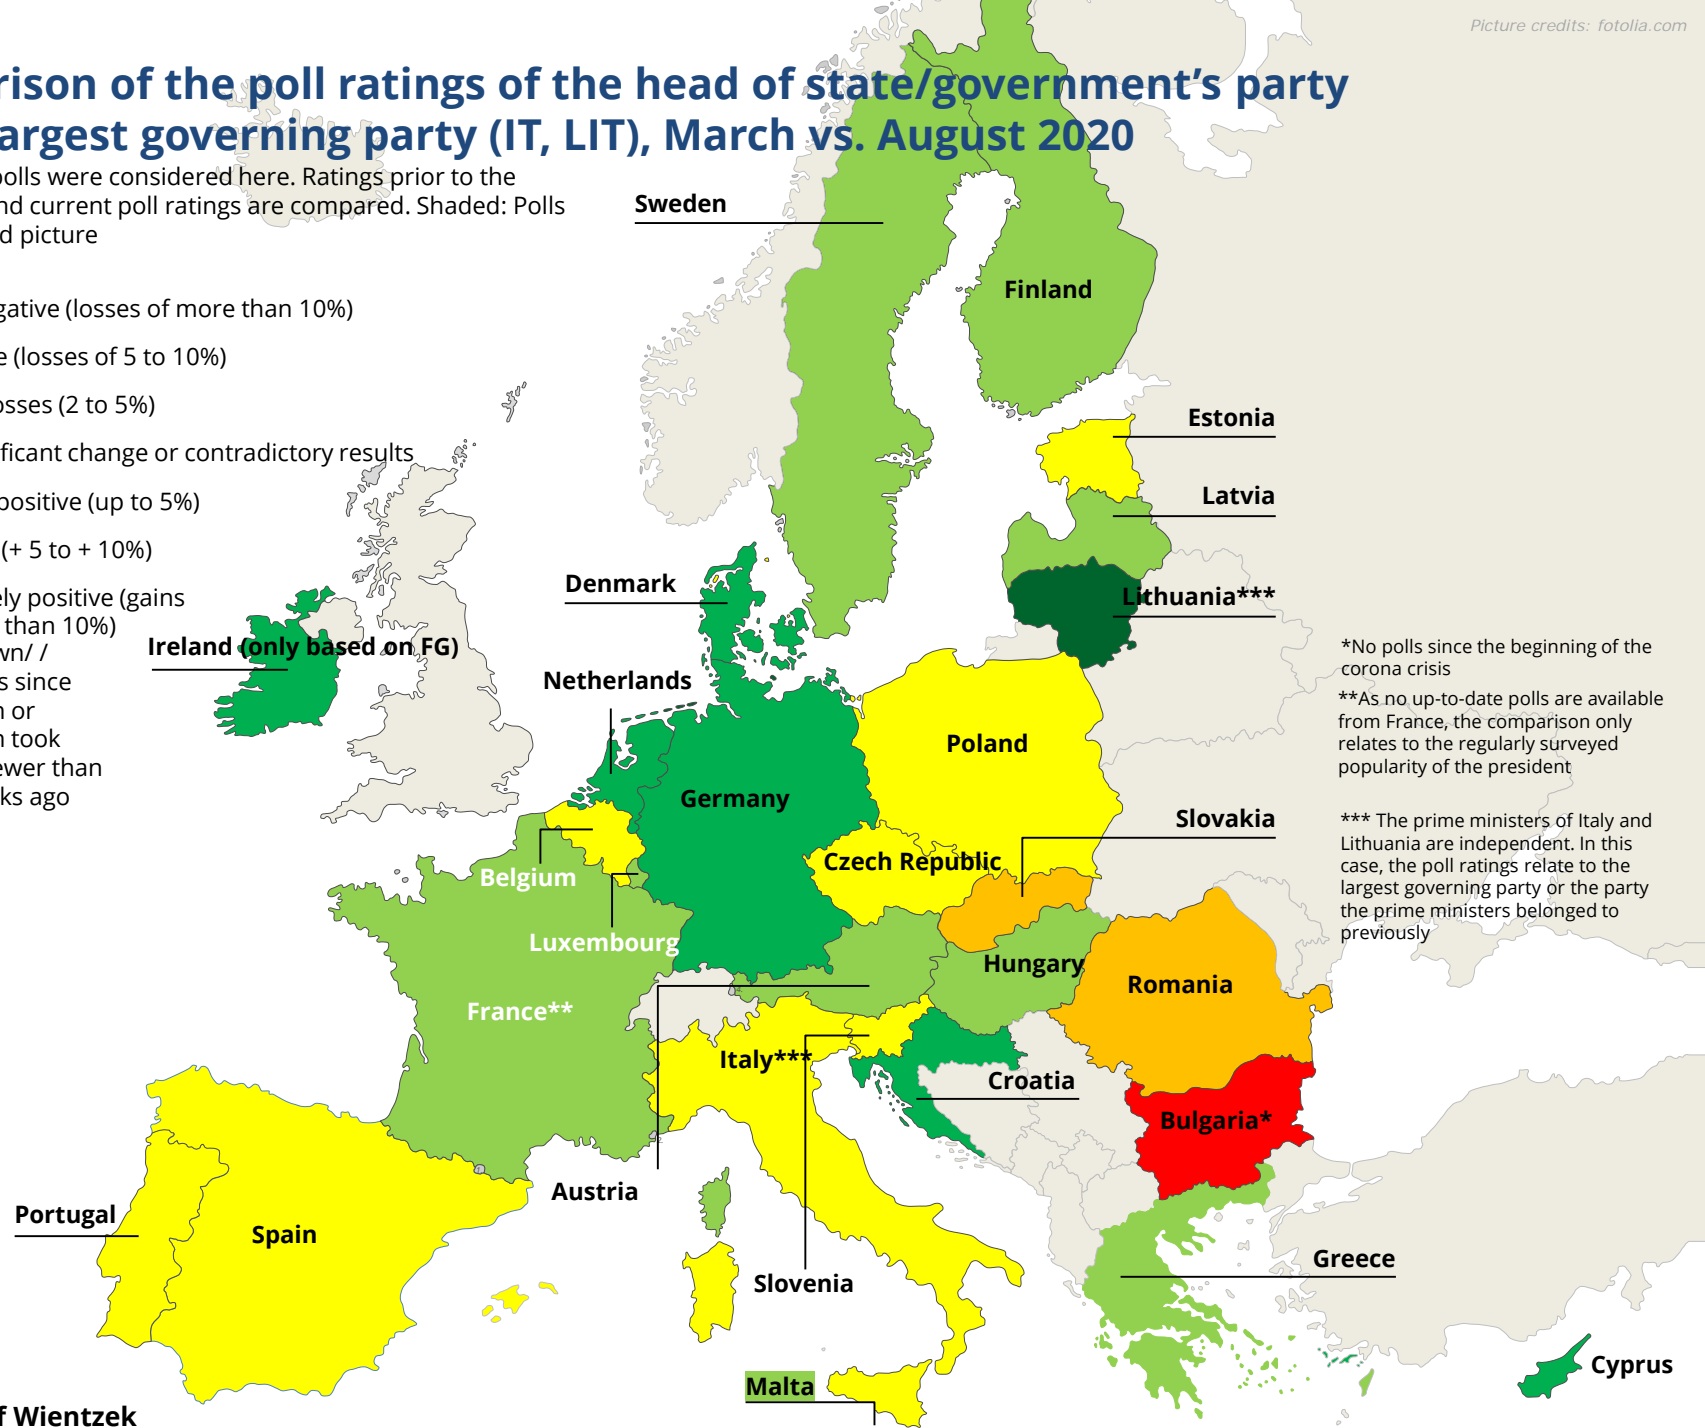 Picture credits: fotolia.com
rison of the poll ratings of the head of state/government's party
argest governing party (IT, LIT), March vs. August 2020
polls were considered here. Ratings prior to the
nd current poll ratings are compared. Shaded: Polls
d picture
gative (losses of more than 10%)
e (losses of 5 to 10%)
osses (2 to 5%)
ficant change or contradictory results
positive (up to 5%)
(+ 5 to + 10%)
ely positive (gains
than 10%)
wn/ /
s since
n or
n took
ewer than
ks ago
Sweden
Finland
Estonia
Latvia
Lithuania***
Denmark
Ireland (only based on FG)
Netherlands
Poland
Germany
Slovakia
Czech Republic
Belgium
Luxembourg
Hungary
Romania
France**
Italy***
Croatia
Bulgaria*
Austria
Portugal
Spain
Slovenia
Greece
Malta
Cyprus
*No polls since the beginning of the
corona crisis
**As no up-to-date polls are available
from France, the comparison only
relates to the regularly surveyed
popularity of the president
*** The prime ministers of Italy and
Lithuania are independent. In this
case, the poll ratings relate to the
largest governing party or the party
the prime ministers belonged to
previously
f Wientzek